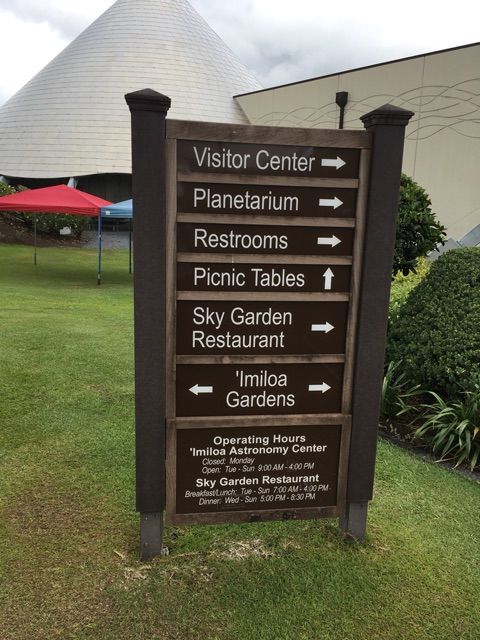 Visitor Center →
Planetarium →
Restrooms →
Picnic Tables ↑
Sky Garden →
Restaurant
← 'Imiloa →
Gardens
Operating Hours
'Imiloa Astronomy Center
Closed: Monday
Open: Tue - Sun 9:00 AM - 4:00 PM
Sky Garden Restaurant
Breakfast/Lunch: Tue - Sun 7:00 AM - 4:00 PM
Dinner: Wed - Sun 5:00 PM - 8:30 PM